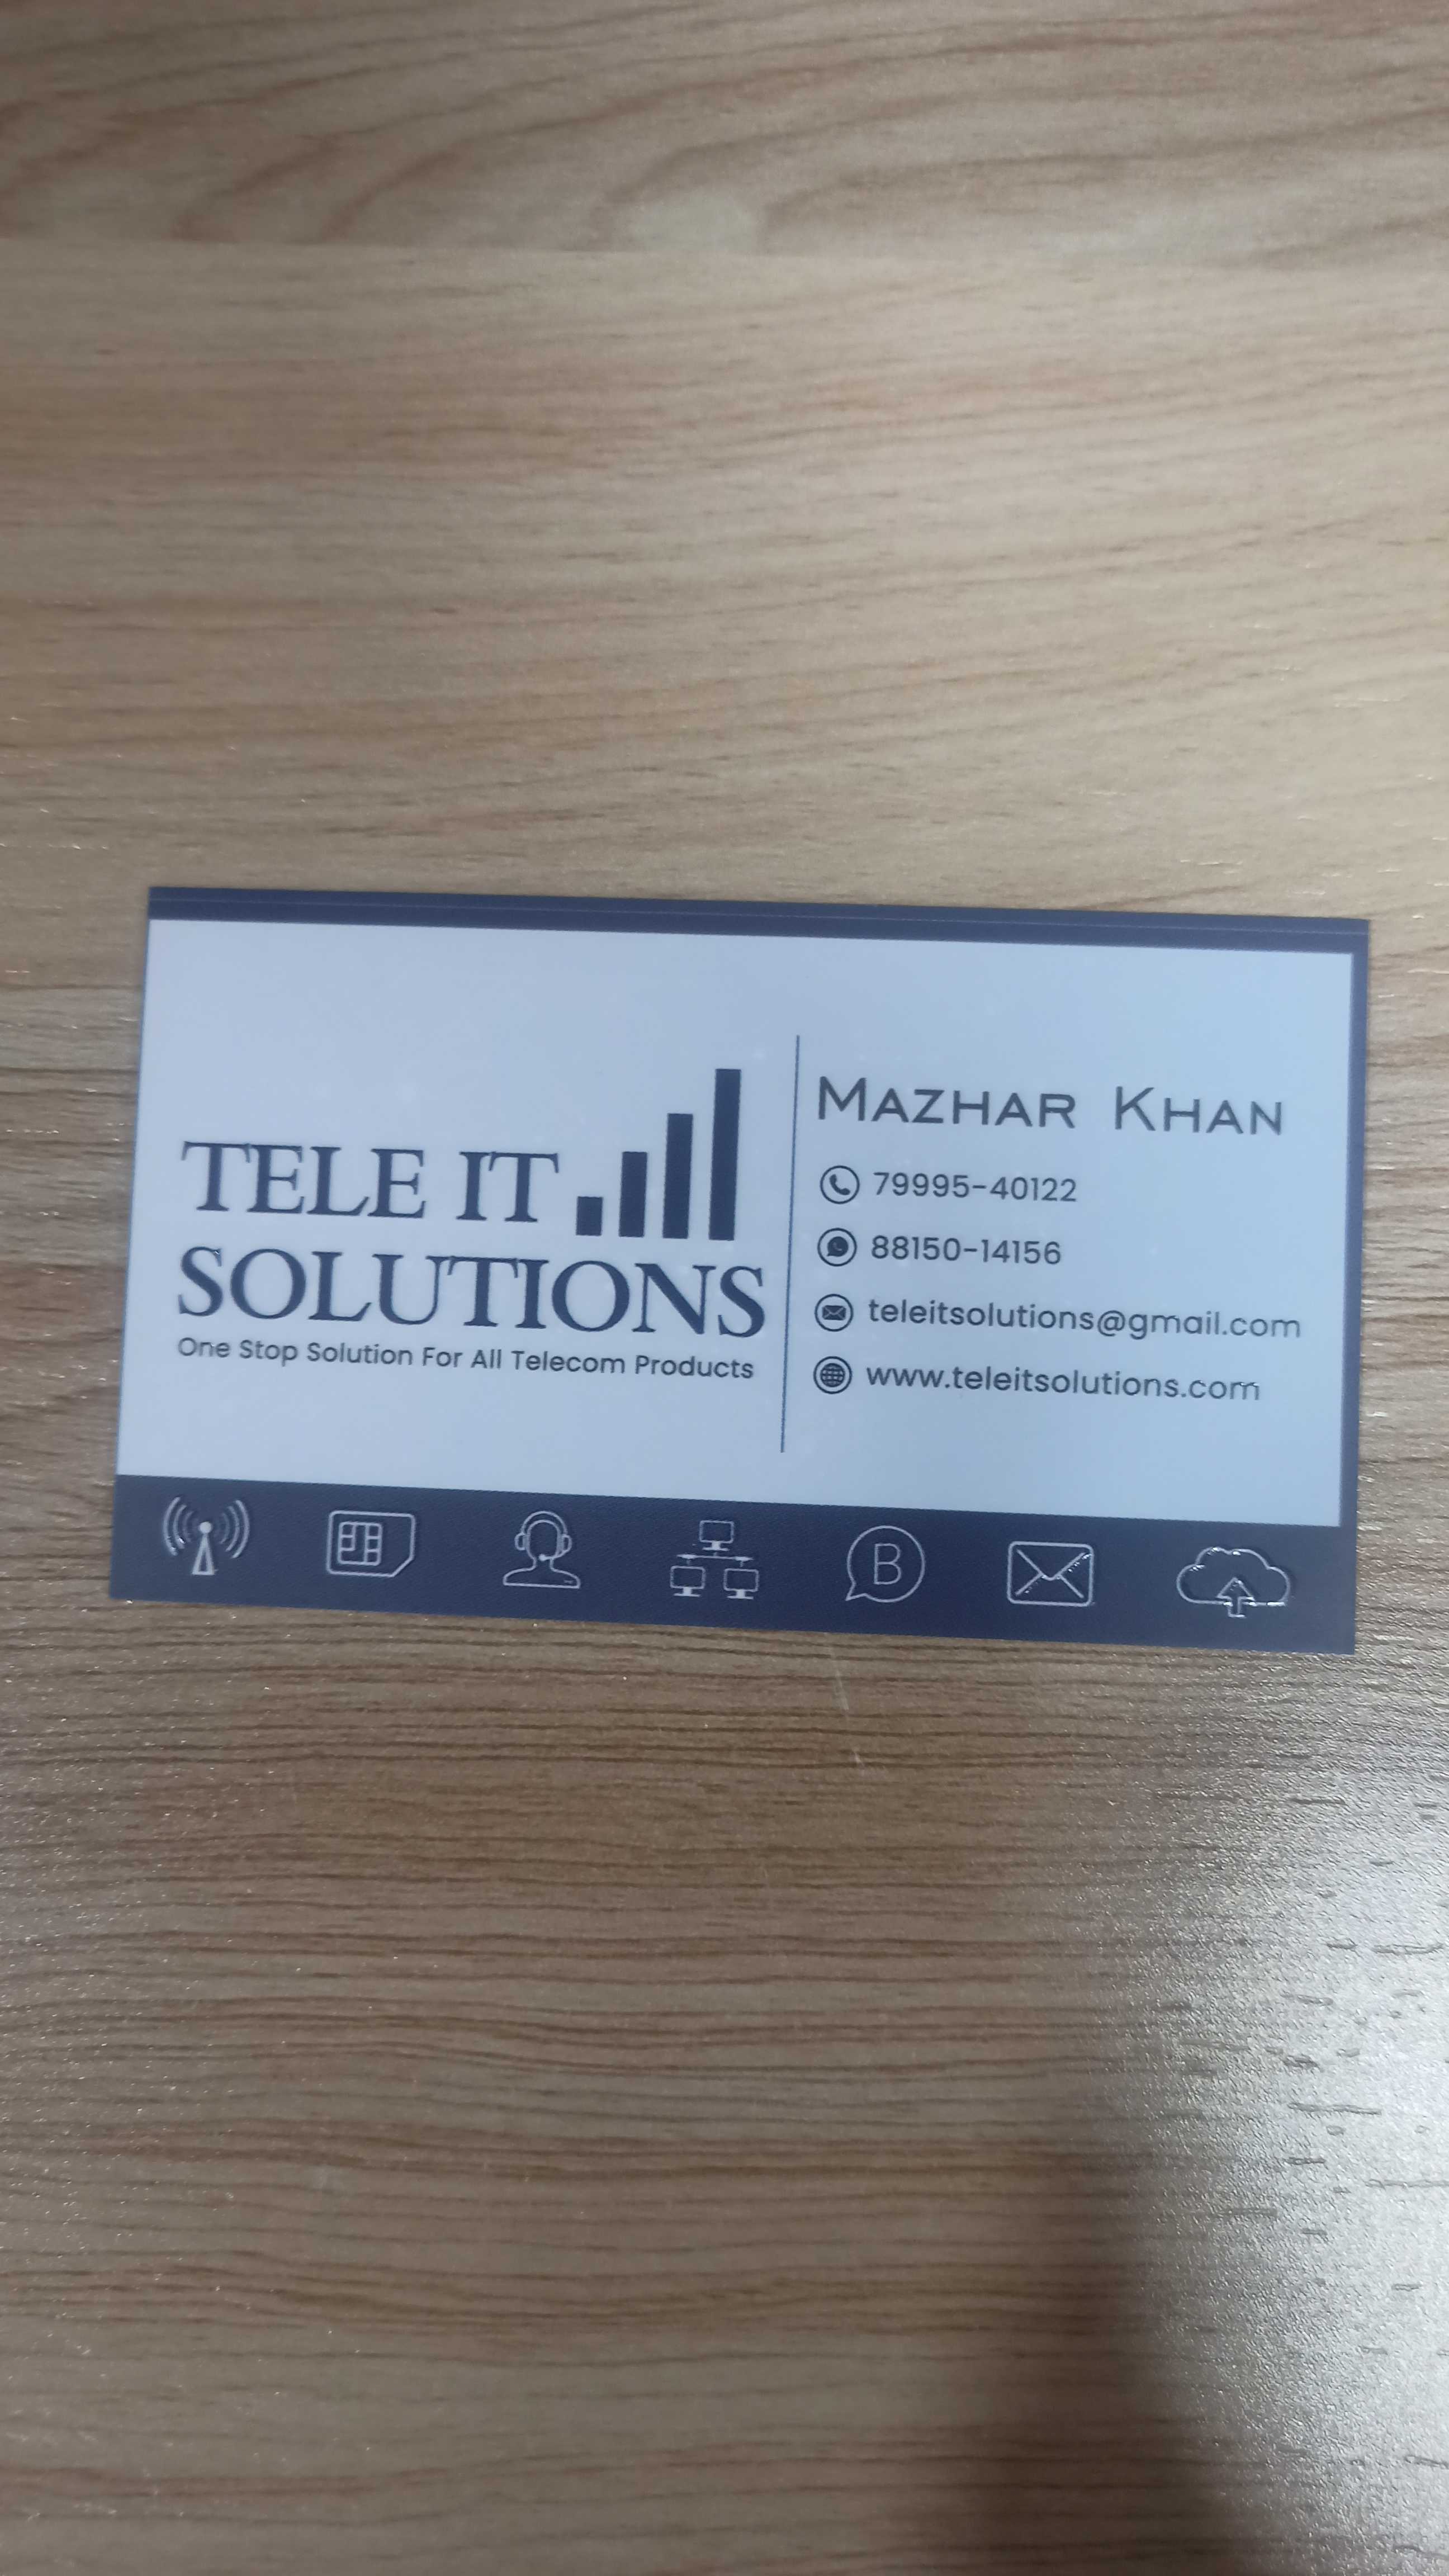 TELE IT
SOLUTIONS
One Stop Solution For All Telecom Products
MAZHAR KHAN
79995-40122
88150-14156
teleitsolutions@gmail.com
www.teleitsolutions.com
B